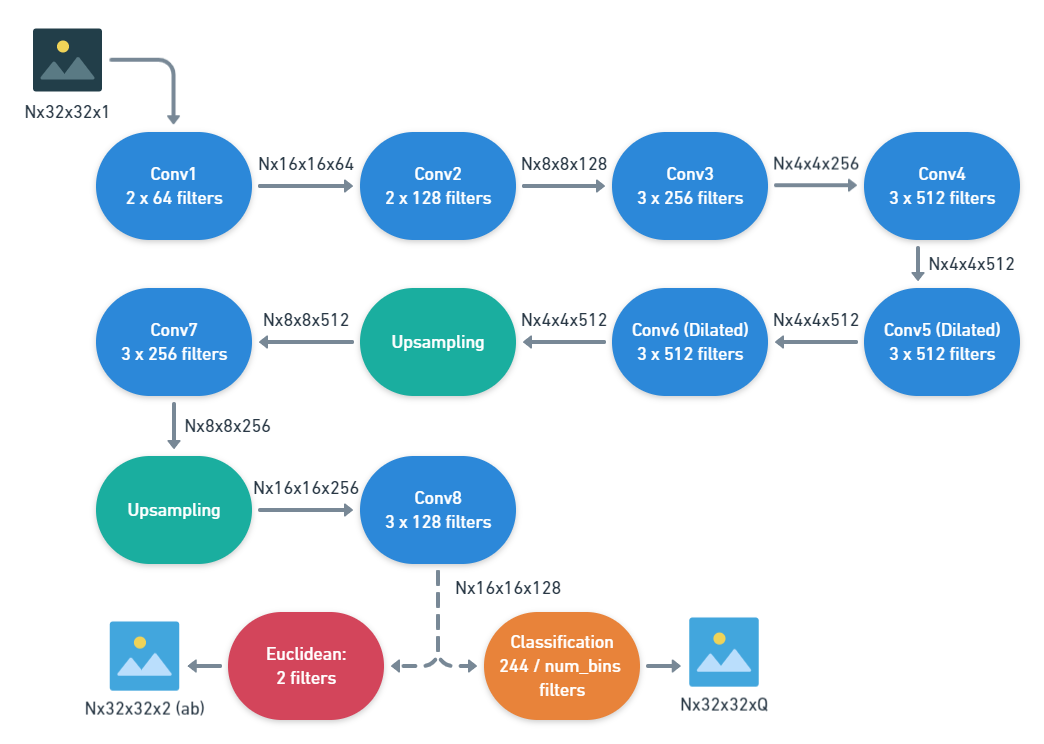 Nx32x32x1
Conv1
2 x 64 filters
Nx16x16x64
Conv2
2 x 128 filters
Nx8x8x128
Conv3
3 x 256 filters
Nx4x4x256
Conv4
3 x 512 filters
Nx4x4x512
Conv5 (Dilated)
3 x 512 filters
Nx4x4x512
Conv6 (Dilated)
3 x 512 filters
Nx4x4x512
Upsampling
Nx8x8x512
Conv7
3 x 256 filters
Nx8x8x256
Upsampling
Nx16x16x256
Conv8
3 x 128 filters
Nx16x16x128
Euclidean:
2 filters
Nx32x32x2 (ab)
Classification
244 / num_bins
filters
Nx32x32xQ